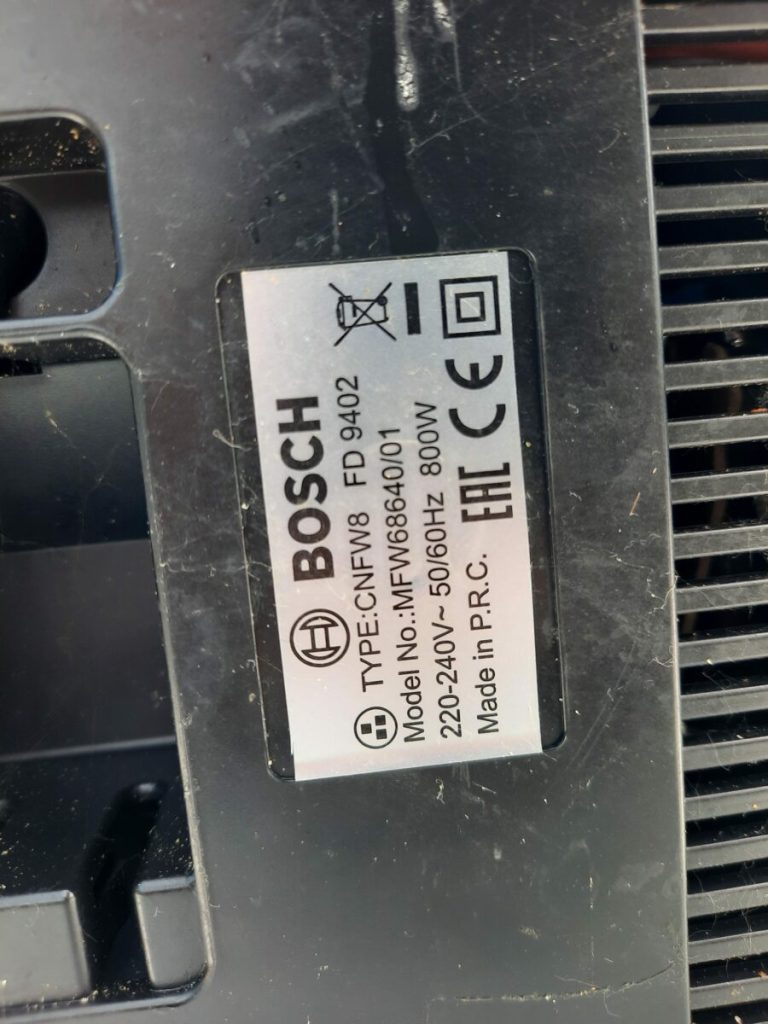 BOSCH
TYPE:CNFW8 FD 9402
Model No.:MFW68640/01
220-240V~ 50/60Hz 800W
Made in P.R.C. EAC CE